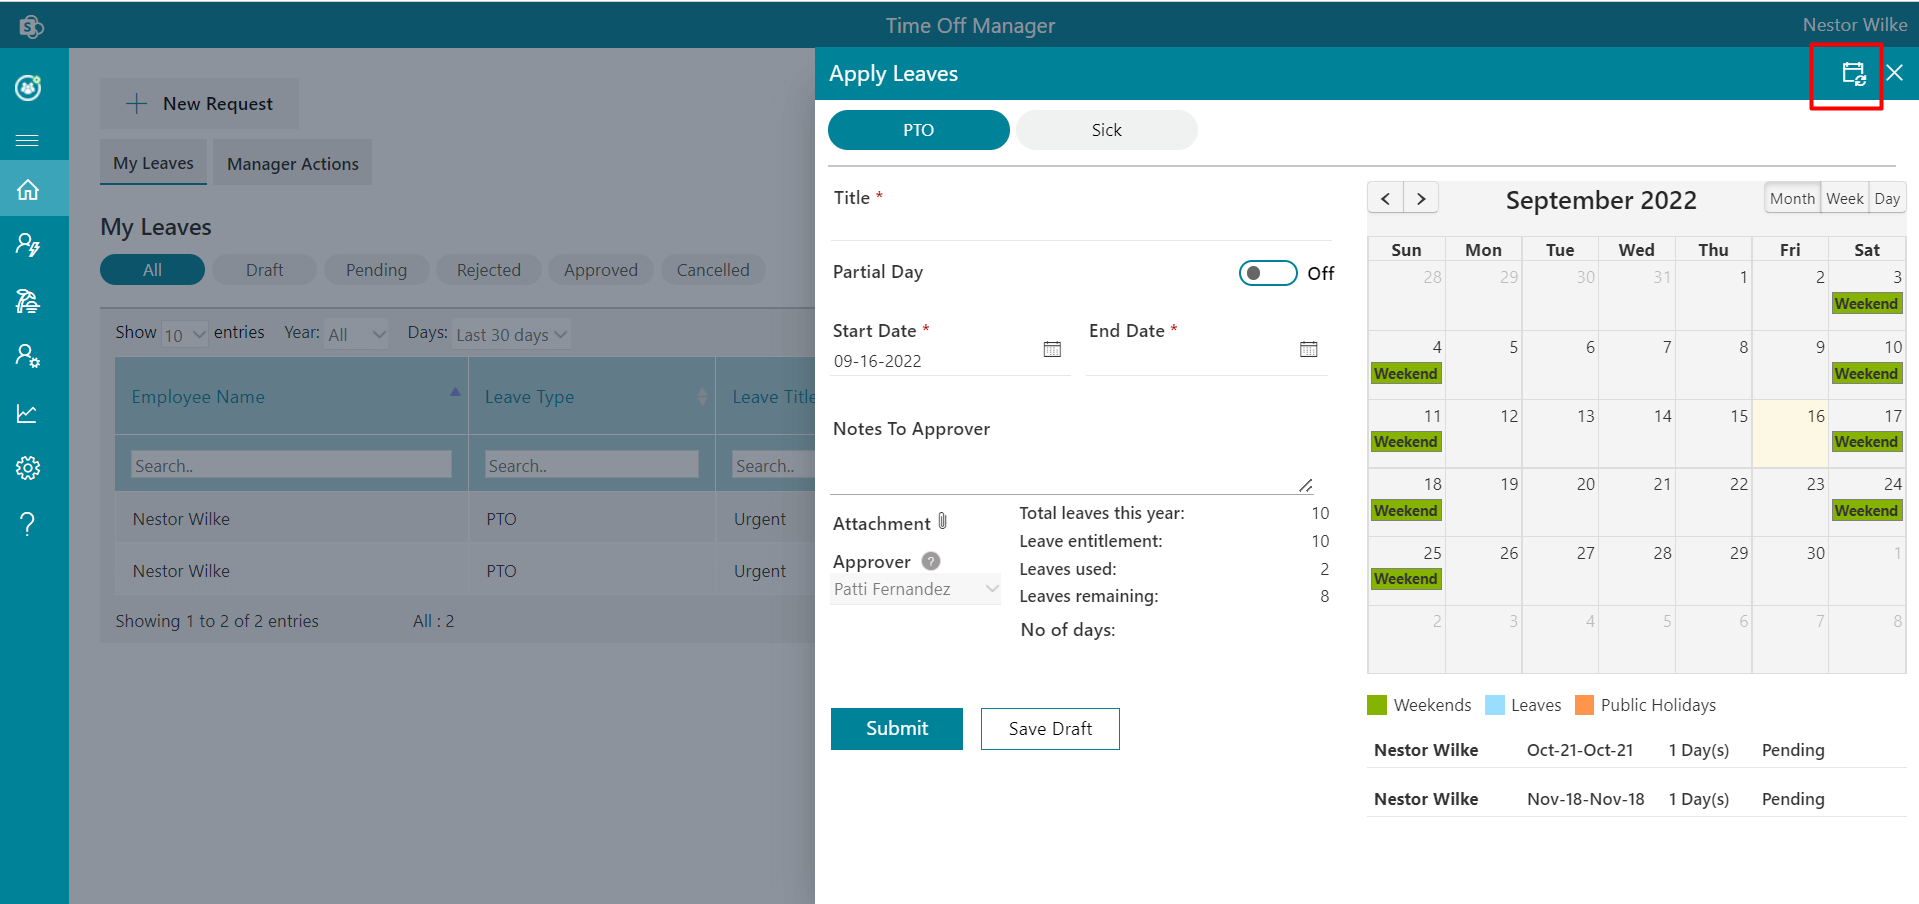 Time Off Manager
Nestor Wilke
Apply Leaves
New Request
My Leaves
Manager Actions
My Leaves
All Draft Pending Rejected Approved Cancelled
Show 10 entries Year: All Days: Last 30 days
Employee Name Leave Type Leave Title
Search.. Search.. Search..
Nestor Wilke PTO Urgent
Nestor Wilke PTO Urgent
Showing 1 to 2 of 2 entries All : 2
PTO Sick
Title *
Partial Day Off
Start Date * End Date *
09-16-2022
Notes To Approver
Attachment
Approver ?
Patti Fernandez
Total leaves this year: 10
Leave entitlement: 10
Leaves used: 2
Leaves remaining: 8
No of days:
Submit Save Draft
September 2022
Month Week Day
Sun Mon Tue Wed Thu Fri Sat
28 29 30 31 1 2 3
Weekend
4 5 6 7 8 9 10
Weekend Weekend
11 12 13 14 15 16 17
Weekend Weekend
18 19 20 21 22 23 24
Weekend Weekend
25 26 27 28 29 30 1
Weekend
2 3 4 5 6 7 8
Weekends Leaves Public Holidays
Nestor Wilke Oct-21-Oct-21 1 Day(s) Pending
Nestor Wilke Nov-18-Nov-18 1 Day(s) Pending